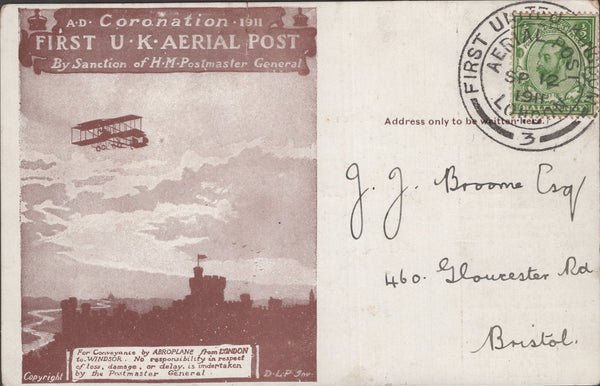 A·D· Coronation ·1911
FIRST U·K·AERIAL POST
By Sanction of H·M·Postmaster General
For Conveyance by AEROPLANE from LONDON
to WINDSOR. No responsibility in respect
of loss, damage, or delay, is undertaken
by the Postmaster General.
Copyright
D·L·P·Inv·
FIRST UNITED
AERIAL POST
SP 12
1911
LONDON
3
HALFPENNY
Address only to be written here.
J. J. Broome Esq
460. Gloucester Rd
Bristol.